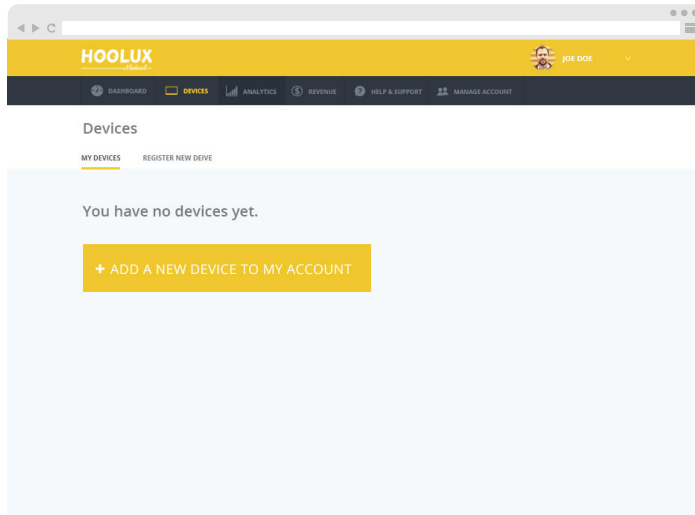 HOOLUX
JOE DOE
DASHBOARD DEVICES ANALYTICS REVENUE HELP & SUPPORT MANAGE ACCOUNT
Devices
MY DEVICES REGISTER NEW DEIVE
You have no devices yet.
+ ADD A NEW DEVICE TO MY ACCOUNT